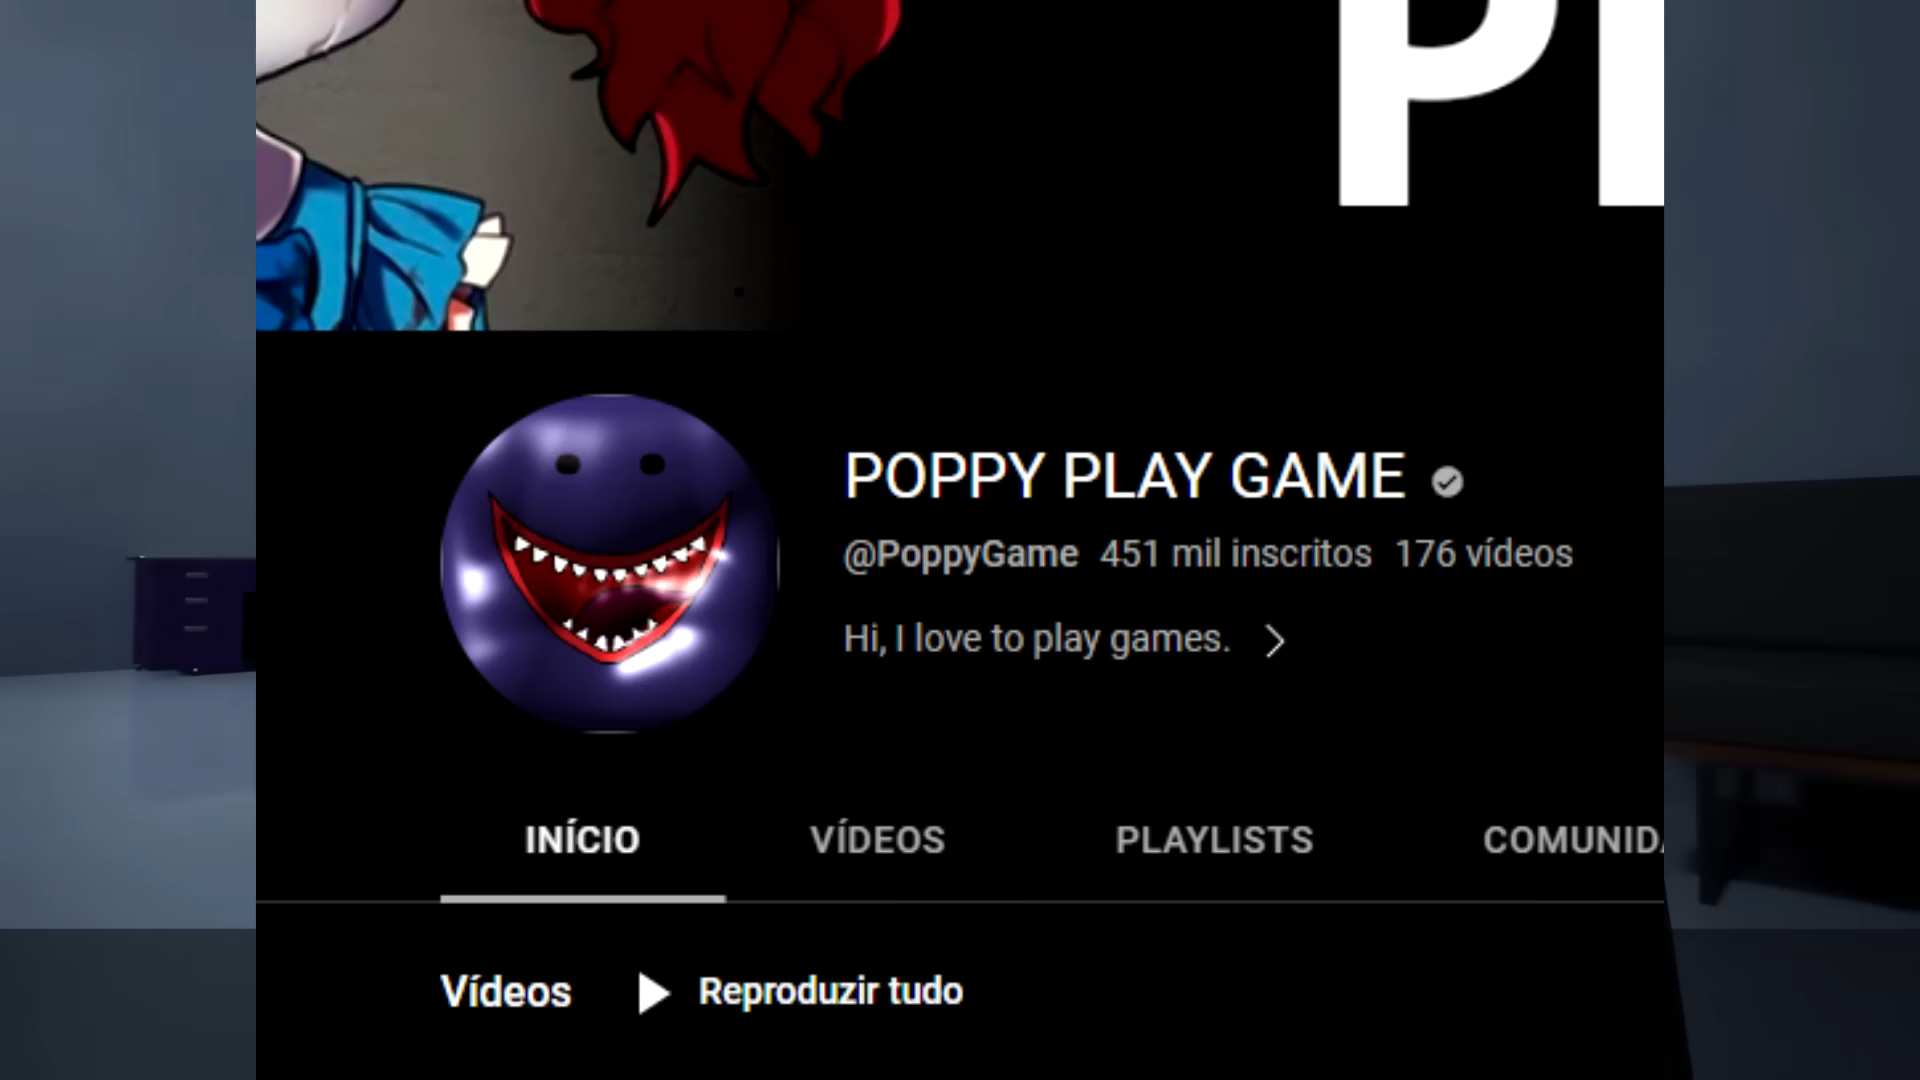 POPPY PLAY GAME
@PoppyGame 451 mil inscritos 176 vídeos
Hi, I love to play games.
INÍCIO VÍDEOS PLAYLISTS COMUNID
Vídeos Reproduzir tudo